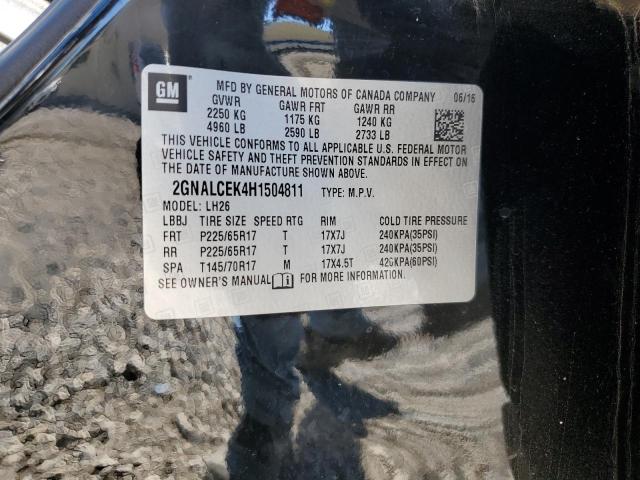 GM
MFD BY GENERAL MOTORS OF CANADA COMPANY 06/16
GVWR GAWR FRT GAWR RR
2250 KG 1175 KG 1240 KG
4960 LB 2590 LB 2733 LB
THIS VEHICLE CONFORMS TO ALL APPLICABLE U.S. FEDERAL MOTOR
VEHICLE SAFETY AND THEFT PREVENTION STANDARDS IN EFFECT ON
THE DATE OF MANUFACTURE SHOWN ABOVE.
2GNALCEK4H1504811 TYPE: M.P.V.
MODEL: LH26
LBBJ TIRE SIZE SPEED RTG RIM COLD TIRE PRESSURE
FRT P225/65R17 T 17X7J 240KPA(35PSI)
RR P225/65R17 T 17X7J 240KPA(35PSI)
SPA T145/70R17 M 17X4.5T 420KPA(60PSI)
SEE OWNER'S MANUAL FOR MORE INFORMATION.